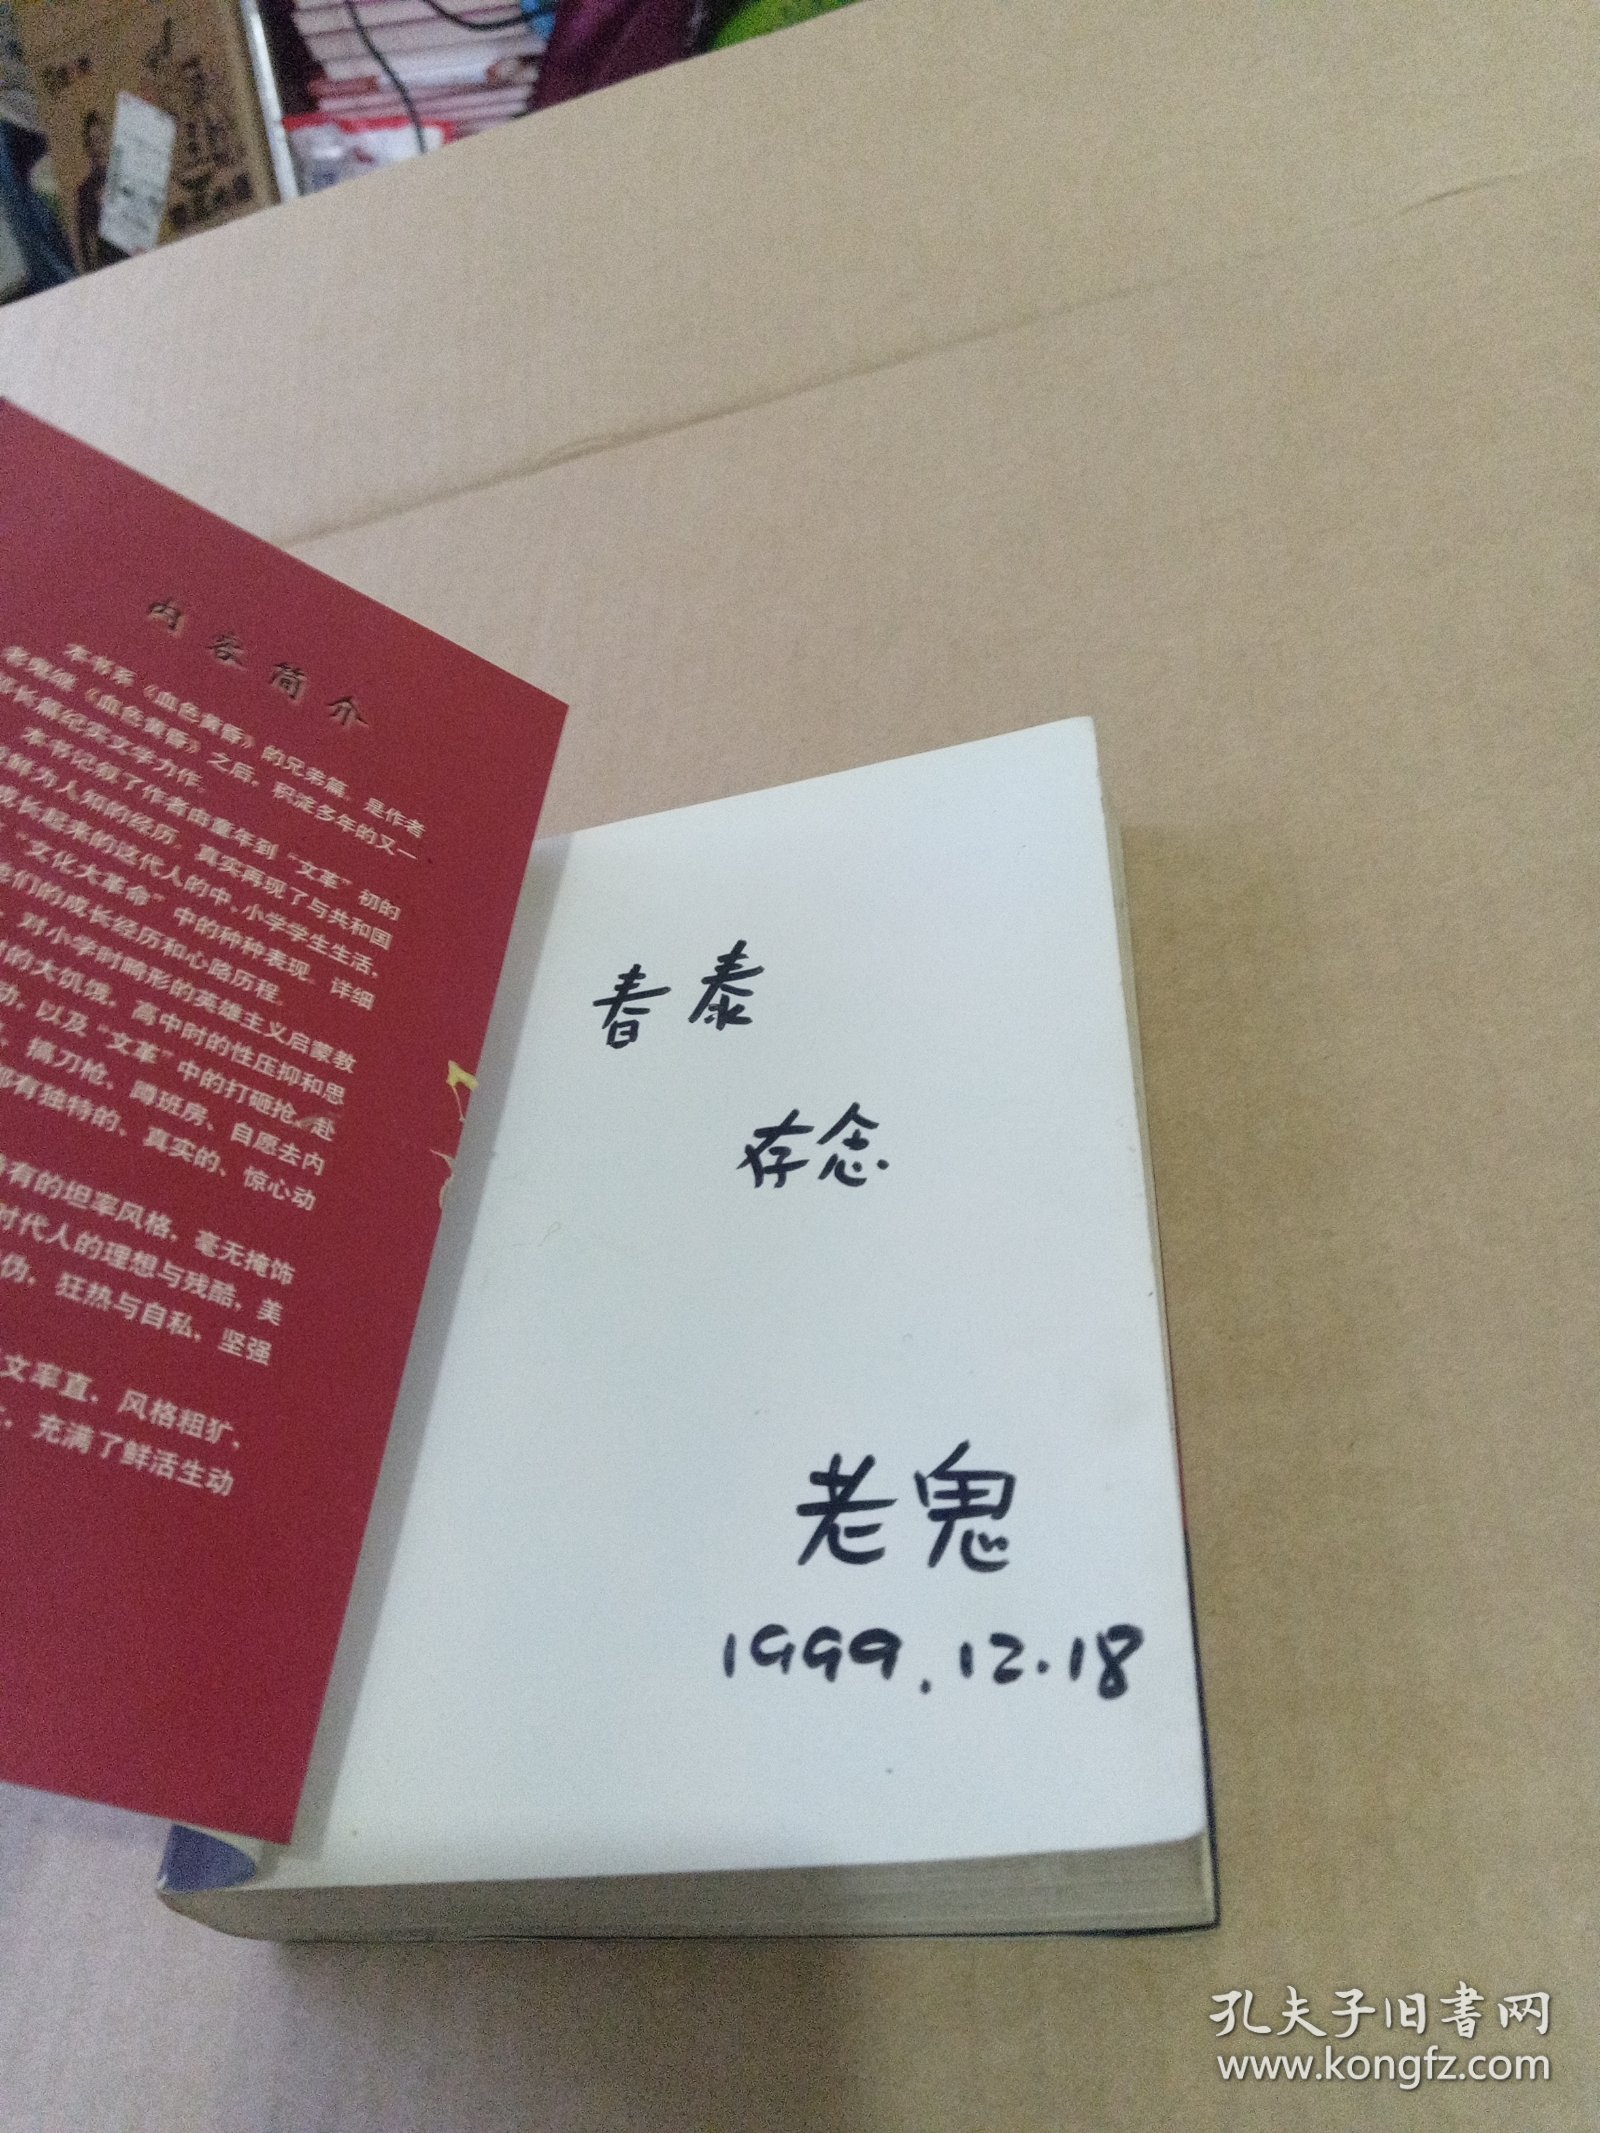 内容简介
本书系《血色黄昏》的兄弟篇，是作者
老鬼继《血色黄昏》之后，积淀多年的又一
部长篇纪实文学力作。
本书记叙了作者由童年到“文革”初的
鲜为人知的经历，真实再现了与共和国
成长起来的这代人的中、小学学生生活，
“文化大革命”中的种种表现。详细
他们的成长经历和心路历程。
对小学时畸形的英雄主义启蒙教
的大饥饿，高中时的性压抑和思
动，以及“文革”中的打砸抢、赴
搞刀枪、蹲班房、自愿去内
都有独特的、真实的、惊心动
有的坦率风格，毫无掩饰
时代人的理想与残酷，美
伪，狂热与自私，坚强
文率直，风格粗犷，
充满了鲜活生动
春泰
存念
老鬼
1999.12.18
孔夫子旧書网
www.kongfz.com